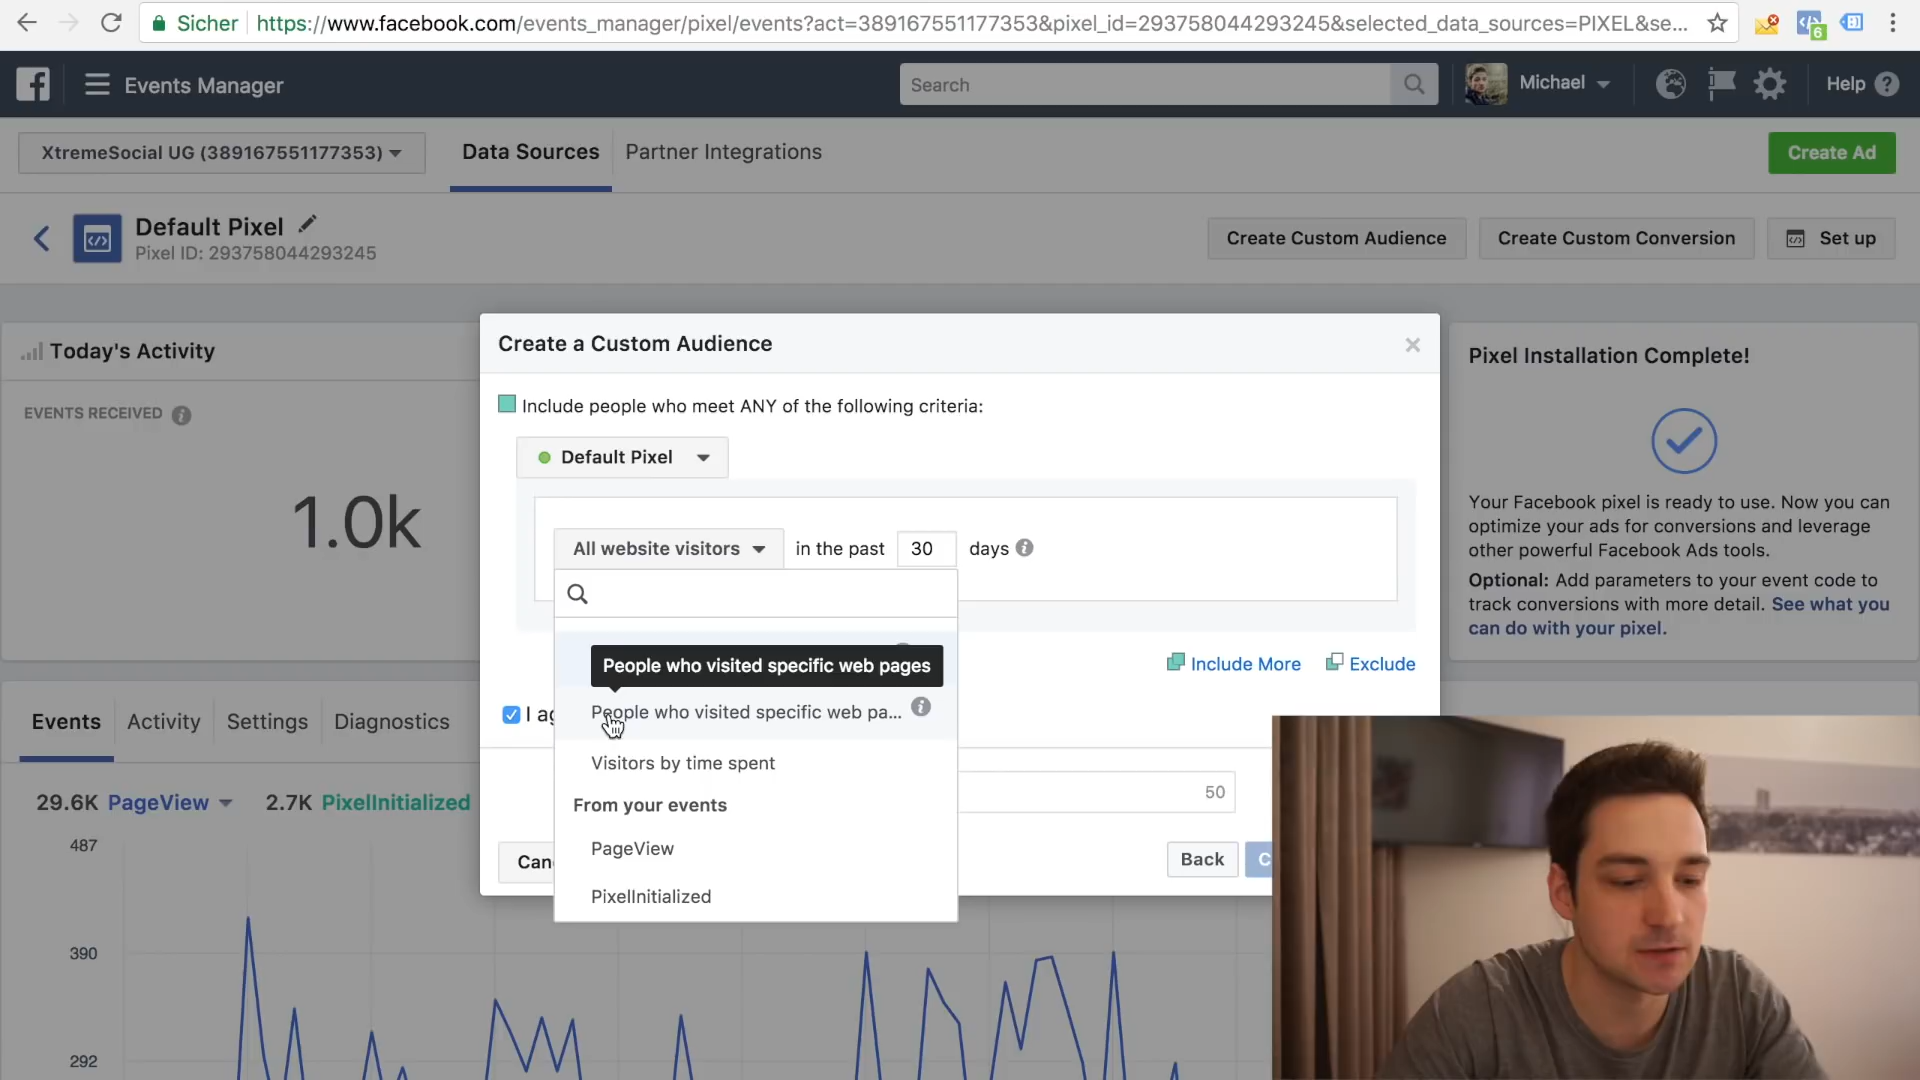 Sicher https://www.facebook.com/events_manager/pixel/events?act=389167551177353&pixel_id=293758044293245&selected_data_sources=PIXEL&se...
6
Events Manager
Search
Michael
Help ?
XtremeSocial UG (389167551177353)
Data Sources
Partner Integrations
Create Ad
Default Pixel
Pixel ID: 293758044293245
Create Custom Audience
Create Custom Conversion
Set up
Today's Activity
EVENTS RECEIVED
1.0k
Create a Custom Audience
Include people who meet ANY of the following criteria:
Default Pixel
All website visitors
in the past
30
days
People who visited specific web pages
People who visited specific web pa...
Visitors by time spent
From your events
PageView
PixelInitialized
Include More
Exclude
I ag
50
Can
Back
C
Pixel Installation Complete!
Your Facebook pixel is ready to use. Now you can
optimize your ads for conversions and leverage
other powerful Facebook Ads tools.
Optional: Add parameters to your event code to
track conversions with more detail. See what you
can do with your pixel.
Events
Activity
Settings
Diagnostics
29.6K PageView
2.7K PixelInitialized
487
390
292